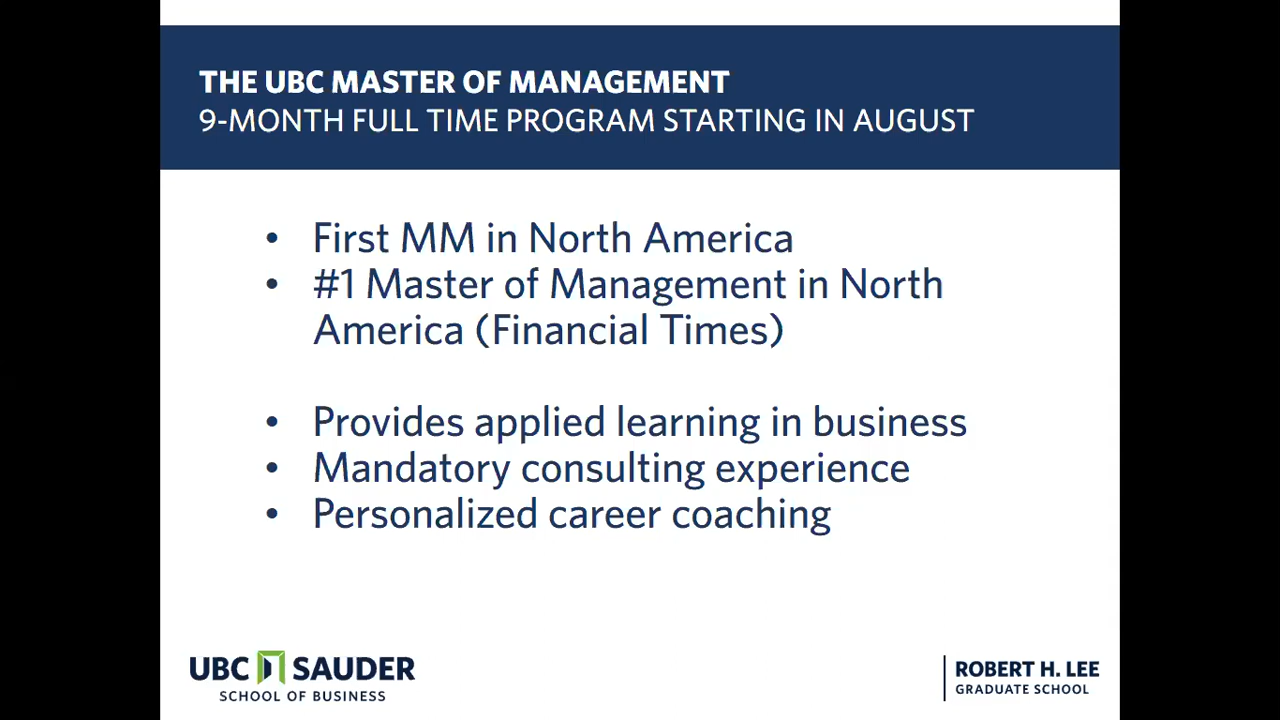 THE UBC MASTER OF MANAGEMENT
9-MONTH FULL TIME PROGRAM STARTING IN AUGUST
• First MM in North America
• #1 Master of Management in North
America (Financial Times)
• Provides applied learning in business
• Mandatory consulting experience
• Personalized career coaching
UBC SAUDER
SCHOOL OF BUSINESS
ROBERT H. LEE
GRADUATE SCHOOL